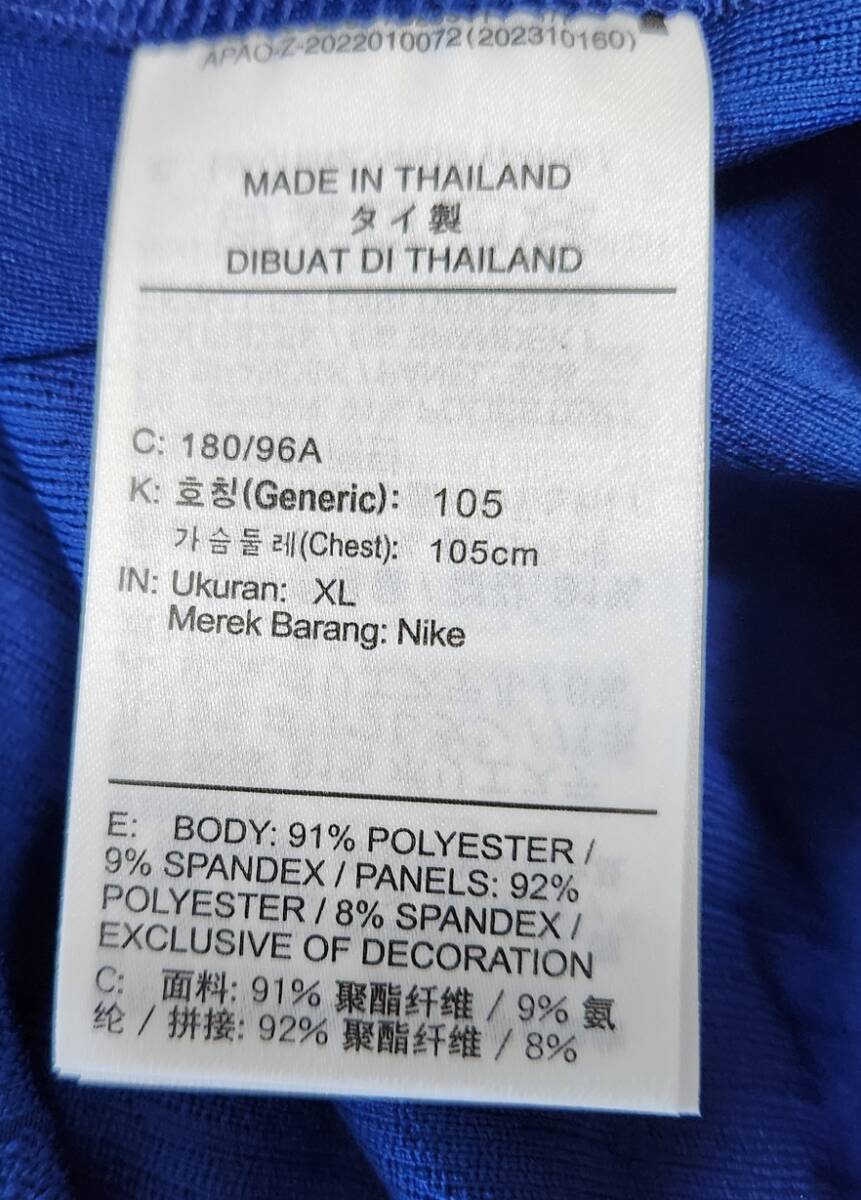 APAO-Z-2022010072(202310160)
MADE IN THAILAND
タイ製
DIBUAT DI THAILAND
C: 180/96A
K: 호칭(Generic): 105
가슴둘레(Chest): 105cm
IN: Ukuran: XL
Merek Barang: Nike
E: BODY: 91% POLYESTER /
9% SPANDEX / PANELS: 92%
POLYESTER / 8% SPANDEX /
EXCLUSIVE OF DECORATION
C: 面料: 91% 聚酯纤维 / 9% 氨
纶 / 拼接: 92% 聚酯纤维 / 8%